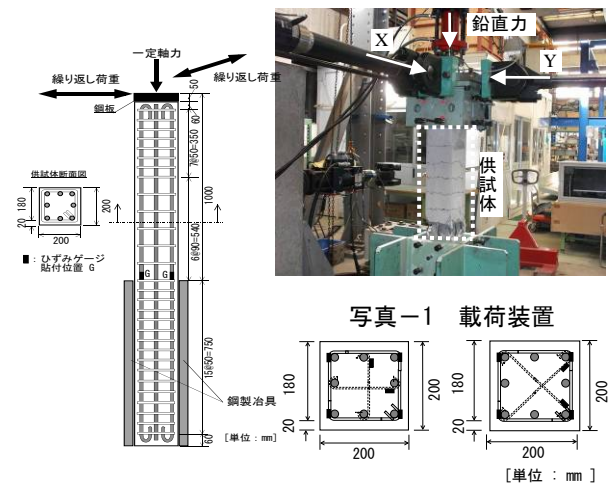 一定軸力
繰り返し荷重
繰り返し荷重
50
60
鋼板
7@50=350
供試体断面図
180
20
200
200
1000
6@90=540
G G
■：ひずみゲージ
貼付位置 G
15@50=750
鋼製冶具
60
[単位：mm]
鉛直力
X
Y
供試体
写真－1 載荷装置
180
20
200
200
180
20
200
200
[単位：mm]